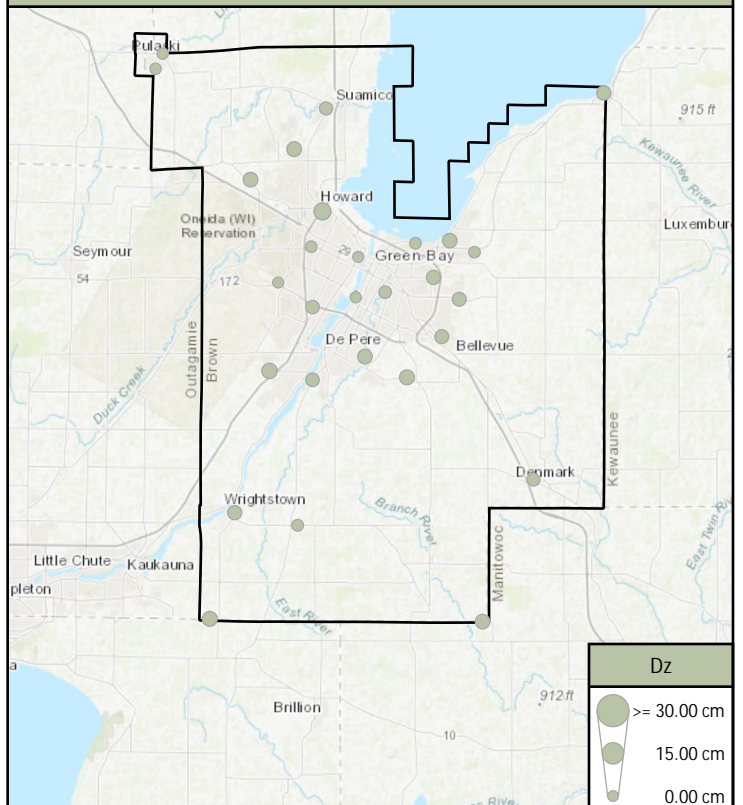 Pulaski
Suamico
915 ft
Kewaunee River
Howard
Oneida (WI)
Reservation
Luxembur
Seymour
29
Green Bay
54
172
De Pere
Bellevue
Outagamie
Brown
Duck Creek
Kewaunee
Denmark
Wrightstown
Branch River
East Twin Riv
Little Chute
Kaukauna
Manitowoc
pleton
East River
a
Dz
912 ft
Brillion
>= 30.00 cm
10
15.00 cm
0.00 cm